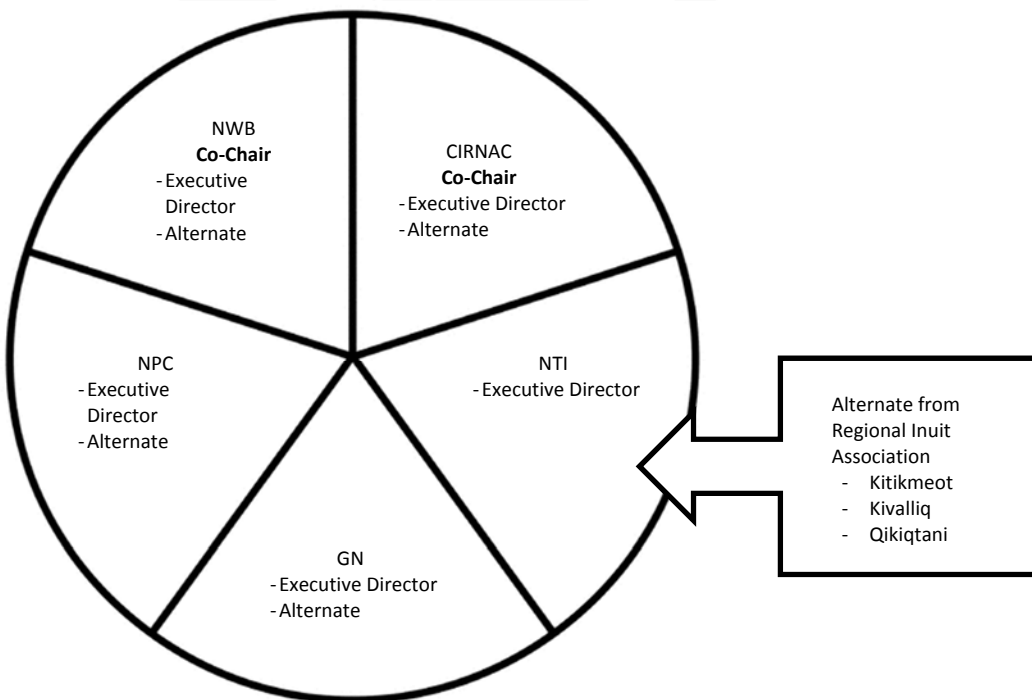 NWB
Co-Chair
-Executive
Director
-Alternate
CIRNAC
Co-Chair
-Executive Director
-Alternate
NPC
-Executive
Director
-Alternate
NTI
-Executive Director
GN
-Executive Director
-Alternate
Alternate from
Regional Inuit
Association
- Kitikmeot
- Kivalliq
- Qikiqtani